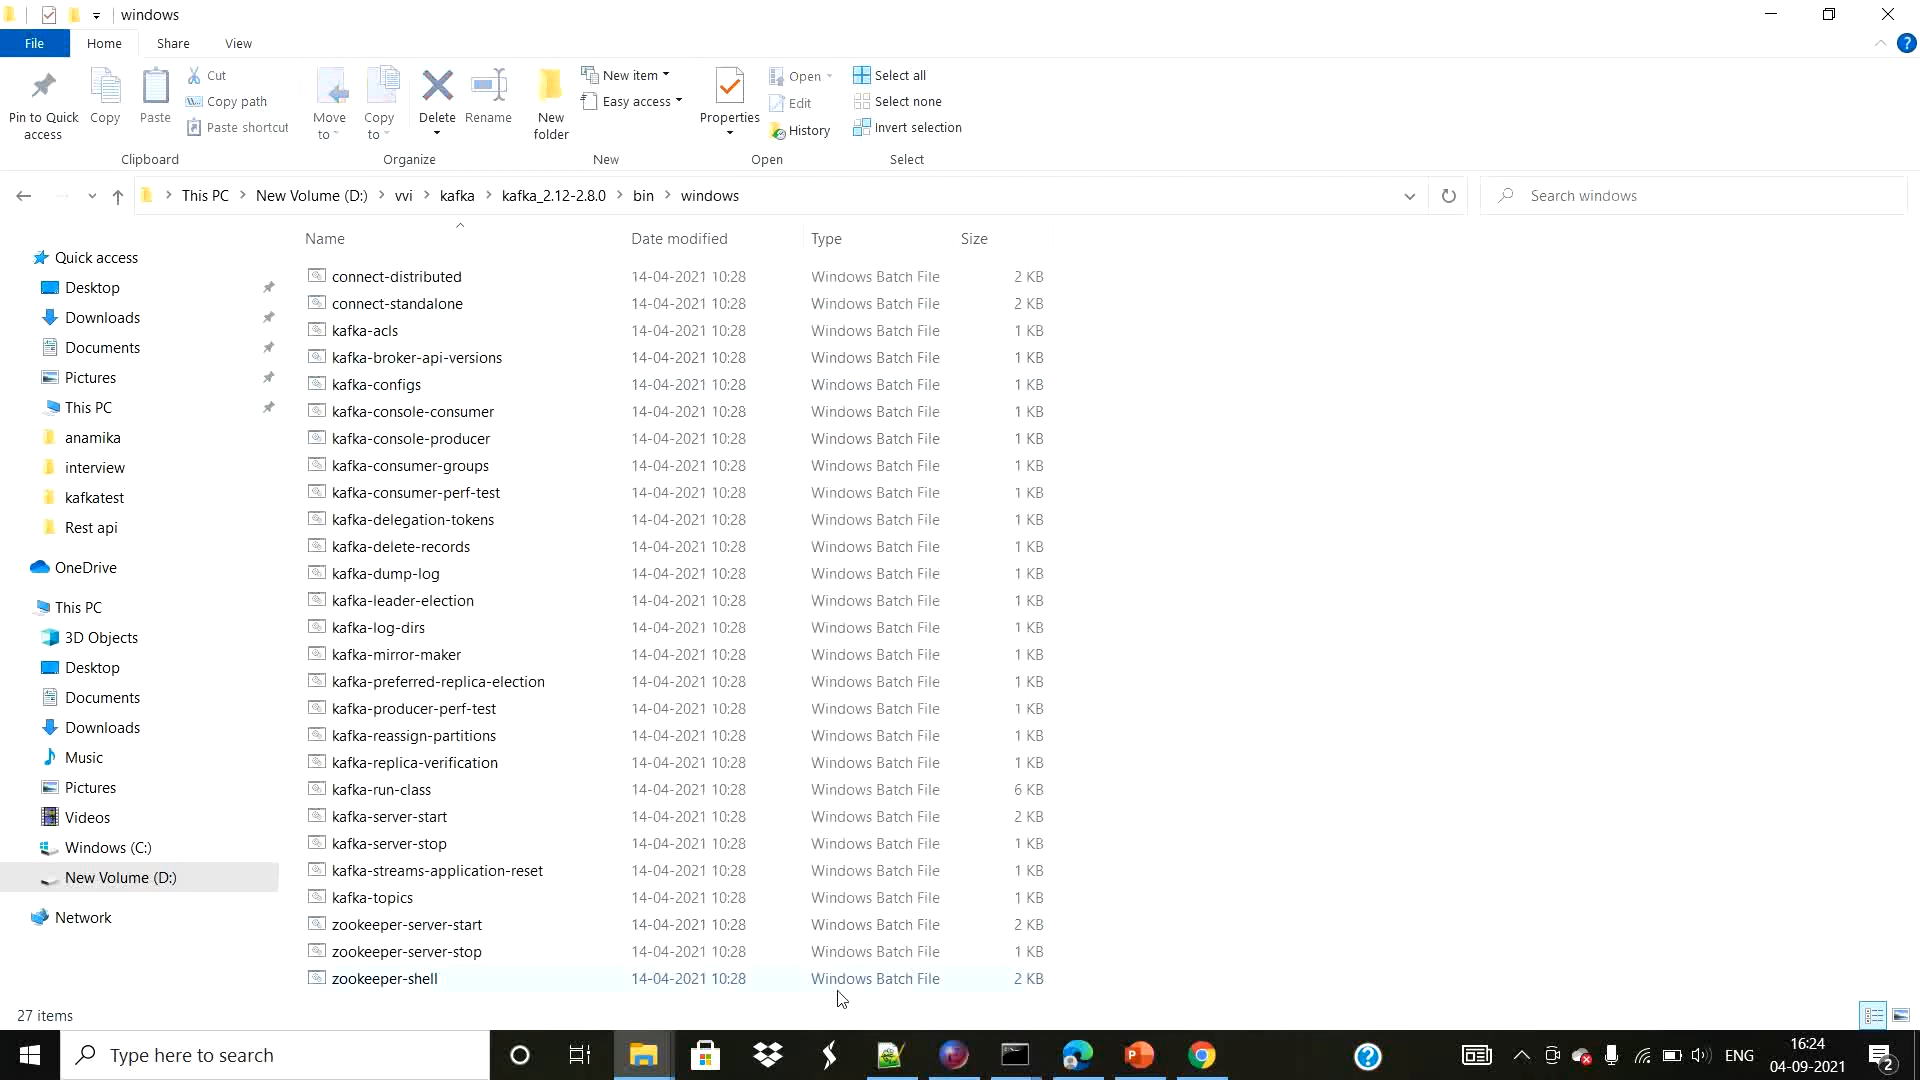 windows
File Home Share View
Pin to Quick access
Copy
Paste
Cut
Copy path
Paste shortcut
Clipboard
Move to
Copy to
Delete
Rename
Organize
New folder
New item
Easy access
New
Properties
Open
Edit
History
Open
Select all
Select none
Invert selection
Select
This PC > New Volume (D:) > vvi > kafka > kafka_2.12-2.8.0 > bin > windows
Search windows
Quick access
Desktop
Downloads
Documents
Pictures
This PC
anamika
interview
kafkatest
Rest api
OneDrive
This PC
3D Objects
Desktop
Documents
Downloads
Music
Pictures
Videos
Windows (C:)
New Volume (D:)
Network
Name Date modified Type Size
connect-distributed 14-04-2021 10:28 Windows Batch File 2 KB
connect-standalone 14-04-2021 10:28 Windows Batch File 2 KB
kafka-acls 14-04-2021 10:28 Windows Batch File 1 KB
kafka-broker-api-versions 14-04-2021 10:28 Windows Batch File 1 KB
kafka-configs 14-04-2021 10:28 Windows Batch File 1 KB
kafka-console-consumer 14-04-2021 10:28 Windows Batch File 1 KB
kafka-console-producer 14-04-2021 10:28 Windows Batch File 1 KB
kafka-consumer-groups 14-04-2021 10:28 Windows Batch File 1 KB
kafka-consumer-perf-test 14-04-2021 10:28 Windows Batch File 1 KB
kafka-delegation-tokens 14-04-2021 10:28 Windows Batch File 1 KB
kafka-delete-records 14-04-2021 10:28 Windows Batch File 1 KB
kafka-dump-log 14-04-2021 10:28 Windows Batch File 1 KB
kafka-leader-election 14-04-2021 10:28 Windows Batch File 1 KB
kafka-log-dirs 14-04-2021 10:28 Windows Batch File 1 KB
kafka-mirror-maker 14-04-2021 10:28 Windows Batch File 1 KB
kafka-preferred-replica-election 14-04-2021 10:28 Windows Batch File 1 KB
kafka-producer-perf-test 14-04-2021 10:28 Windows Batch File 1 KB
kafka-reassign-partitions 14-04-2021 10:28 Windows Batch File 1 KB
kafka-replica-verification 14-04-2021 10:28 Windows Batch File 1 KB
kafka-run-class 14-04-2021 10:28 Windows Batch File 6 KB
kafka-server-start 14-04-2021 10:28 Windows Batch File 2 KB
kafka-server-stop 14-04-2021 10:28 Windows Batch File 1 KB
kafka-streams-application-reset 14-04-2021 10:28 Windows Batch File 1 KB
kafka-topics 14-04-2021 10:28 Windows Batch File 1 KB
zookeeper-server-start 14-04-2021 10:28 Windows Batch File 2 KB
zookeeper-server-stop 14-04-2021 10:28 Windows Batch File 1 KB
zookeeper-shell 14-04-2021 10:28 Windows Batch File 2 KB
27 items
Type here to search
ENG
16:24
04-09-2021
2